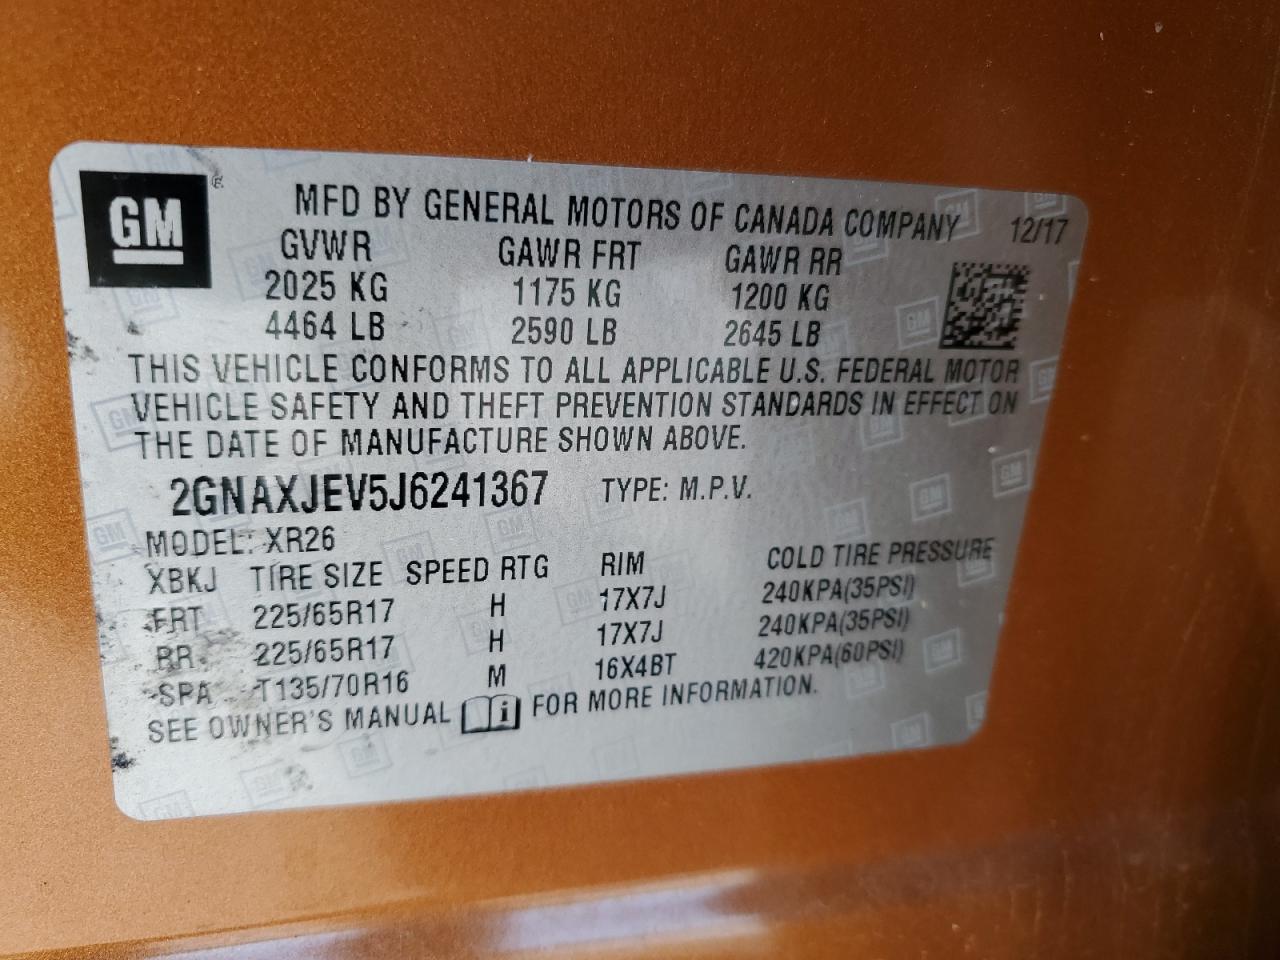 GM ®
MFD BY GENERAL MOTORS OF CANADA COMPANY 12/17
GVWR GAWR FRT GAWR RR
2025 KG 1175 KG 1200 KG
4464 LB 2590 LB 2645 LB
THIS VEHICLE CONFORMS TO ALL APPLICABLE U.S. FEDERAL MOTOR
VEHICLE SAFETY AND THEFT PREVENTION STANDARDS IN EFFECT ON
THE DATE OF MANUFACTURE SHOWN ABOVE.
2GNAXJEV5J6241367 TYPE: M.P.V.
MODEL: XR26
XBKJ TIRE SIZE SPEED RTG RIM COLD TIRE PRESSURE
FRT 225/65R17 H 17X7J 240KPA(35PSI)
RR 225/65R17 H 17X7J 240KPA(35PSI)
SPA T135/70R16 M 16X4BT 420KPA(60PSI)
SEE OWNER'S MANUAL i FOR MORE INFORMATION.